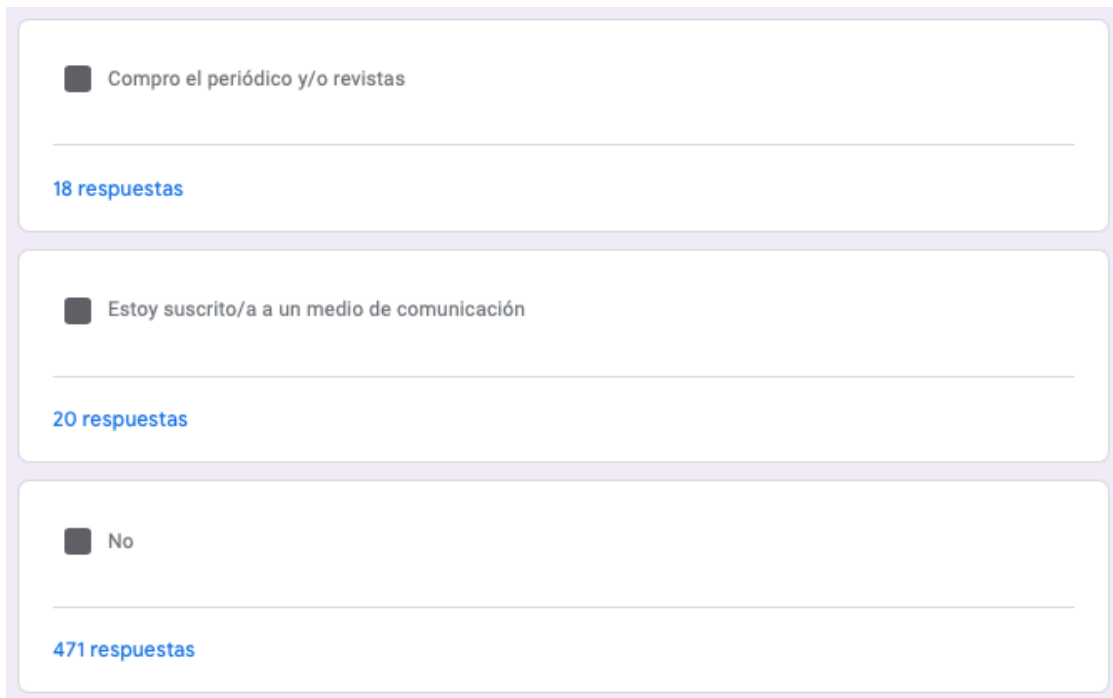 Compro el periódico y/o revistas
18 respuestas
Estoy suscrito/a a un medio de comunicación
20 respuestas
No
471 respuestas